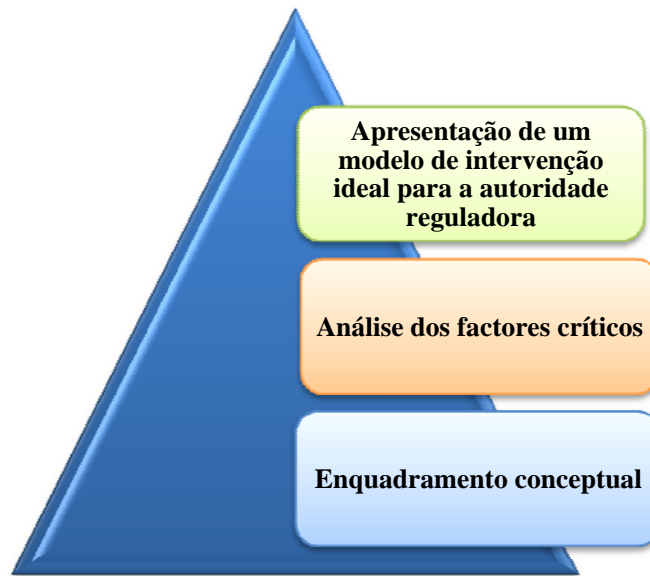 Apresentação de um
modelo de intervenção
ideal para a autoridade
reguladora
Análise dos factores críticos
Enquadramento conceptual